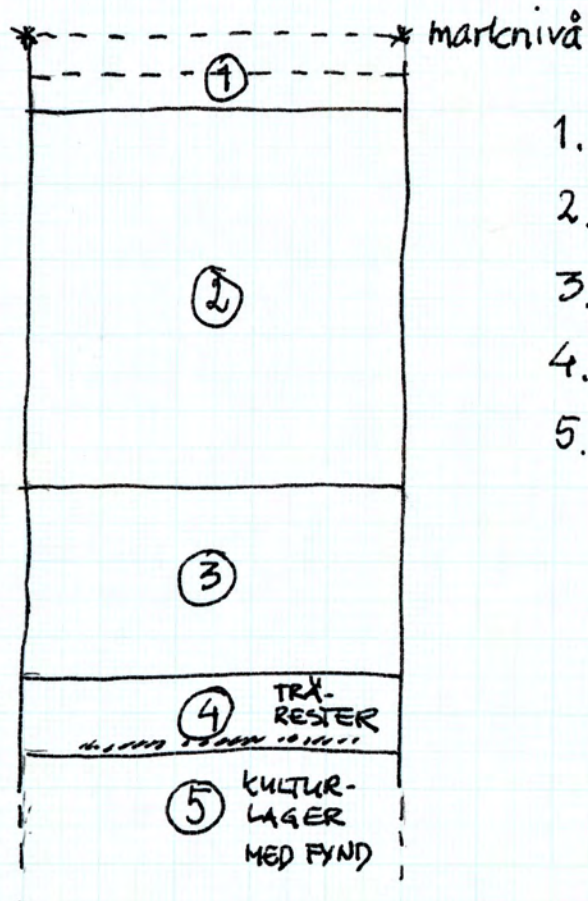 marknivå
1
1.
2.
2
3.
4.
5.
3
4
TRÄ-
RESTER
5
KULTUR-
LAGER
MED FYND